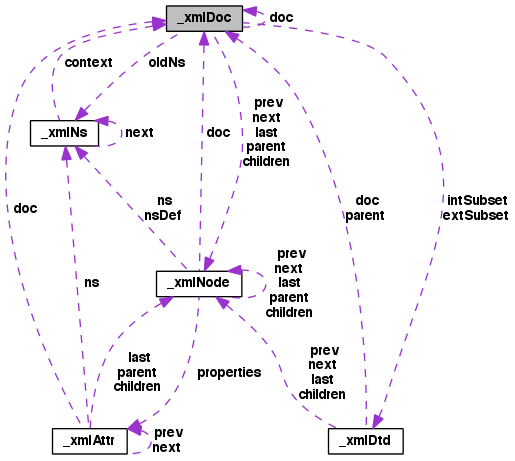 _xmlDoc
doc
context
oldNs
prev
next
last
parent
children
_xmlNs
next
doc
doc
parent
intSubset
extSubset
ns
nsDef
doc
ns
_xmlNode
prev
next
last
parent
children
last
parent
children
properties
prev
next
last
children
_xmlAttr
prev
next
_xmlDtd